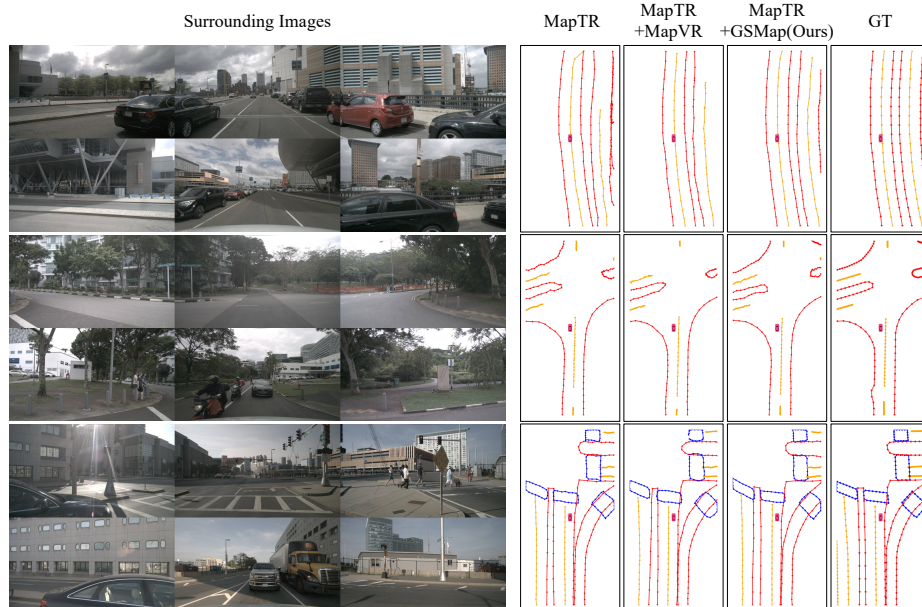 Surrounding Images
MapTR
MapTR
+MapVR
MapTR
+GSMap(Ours)
GT